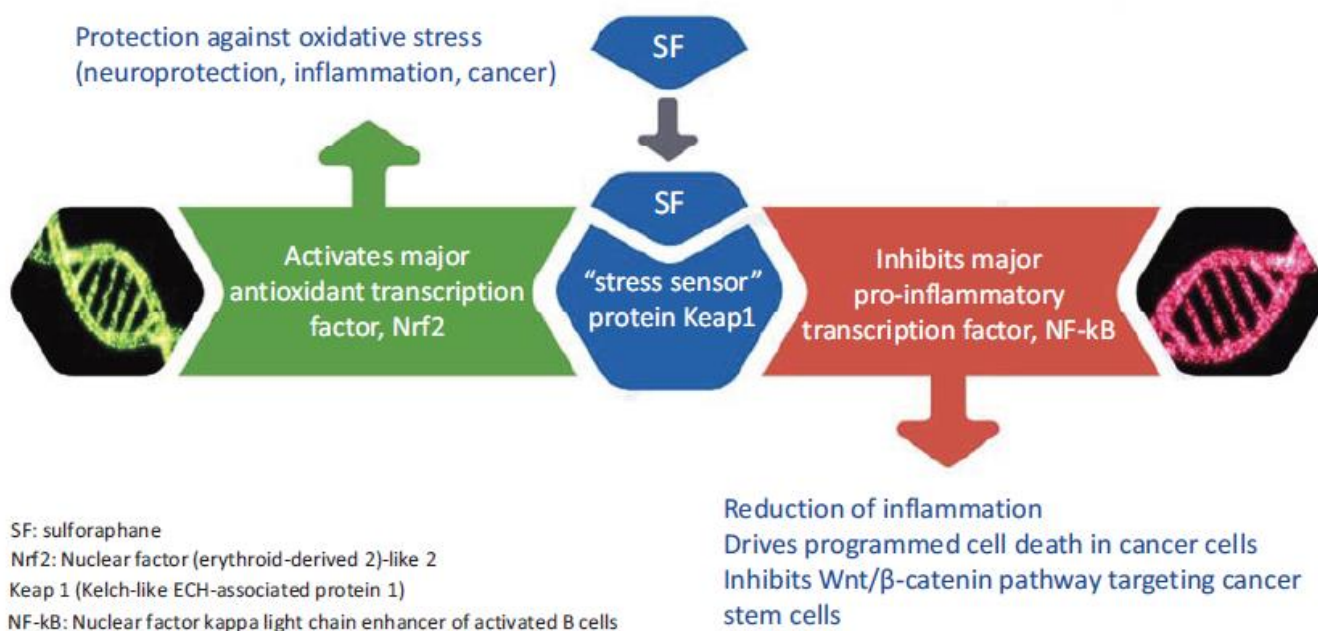 Protection against oxidative stress
(neuroprotection, inflammation, cancer)
SF
SF
Activates major
antioxidant transcription
factor, Nrf2
"stress sensor"
protein Keap1
Inhibits major
pro-inflammatory
transcription factor, NF-kB
Reduction of inflammation
Drives programmed cell death in cancer cells
Inhibits Wnt/β-catenin pathway targeting cancer
stem cells
SF: sulforaphane
Nrf2: Nuclear factor (erythroid-derived 2)-like 2
Keap 1 (Kelch-like ECH-associated protein 1)
NF-kB: Nuclear factor kappa light chain enhancer of activated B cells